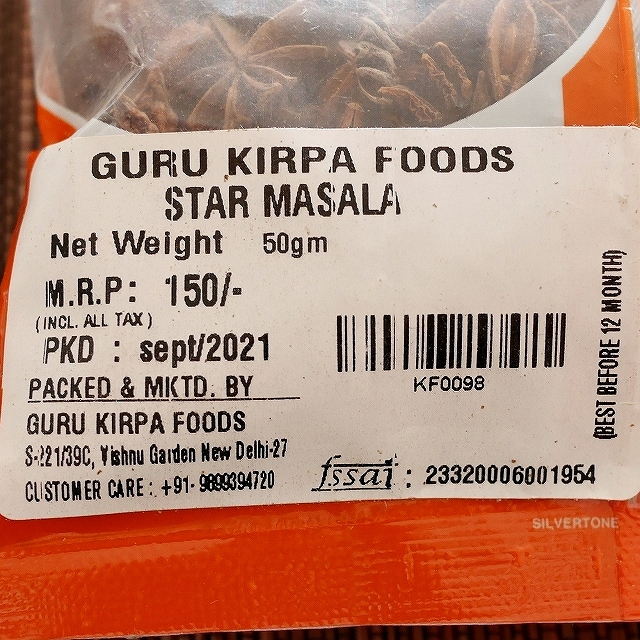 GURU KIRPA FOODS
STAR MASALA
Net Weight 50gm
M.R.P: 150/-
(INCL. ALL TAX)
PKD : sept/2021
PACKED & MKTD. BY
GURU KIRPA FOODS
S-221/39C, Vishnu Garden New Delhi-27
CUSTOMER CARE : +91- 9899394720
KF0098
fssai : 23320006001954
(BEST BEFORE 12 MONTH)
SILVERTONE